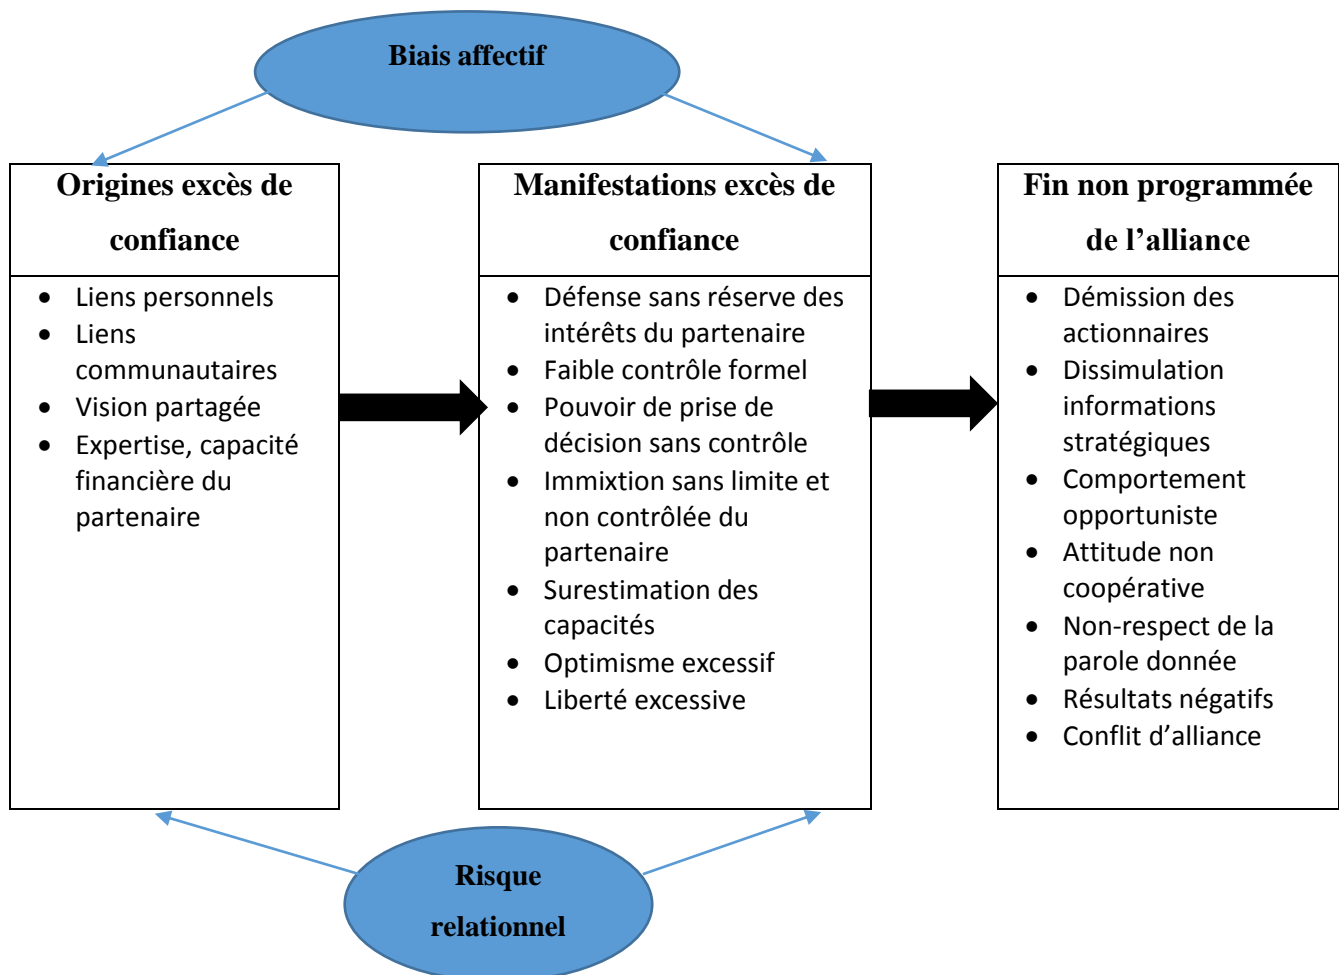 Biais affectif
Origines excès de
confiance
• Liens personnels
• Liens
communautaires
• Vision partagée
• Expertise, capacité
financière du
partenaire
Manifestations excès de
confiance
• Défense sans réserve des
intérêts du partenaire
• Faible contrôle formel
• Pouvoir de prise de
décision sans contrôle
• Immixtion sans limite et
non contrôlée du
partenaire
• Surestimation des
capacités
• Optimisme excessif
• Liberté excessive
Fin non programmée
de l’alliance
• Démission des
actionnaires
• Dissimulation
informations
stratégiques
• Comportement
opportuniste
• Attitude non
coopérative
• Non-respect de la
parole donnée
• Résultats négatifs
• Conflit d’alliance
Risque
relationnel